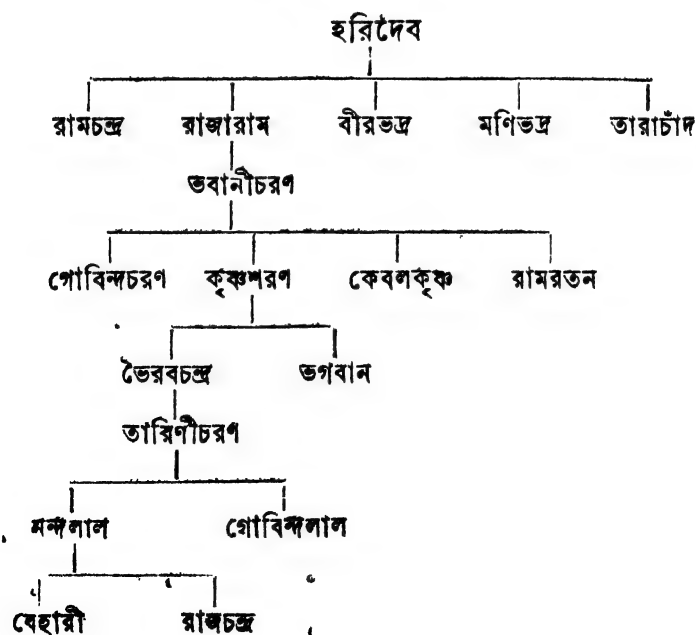 হরিদেব
রামচন্দ্র রাজারাম বীরভদ্র মণিভদ্র তারাচাঁদ
ভবানীচরণ
গোবিন্দচরণ কৃষ্ণশরণ কেবলকৃষ্ণ রামরতন
ভৈরবচন্দ্র ভগবান
তারিণীচরণ
নন্দলাল গোবিন্দলাল
বেহারী রাজচন্দ্র